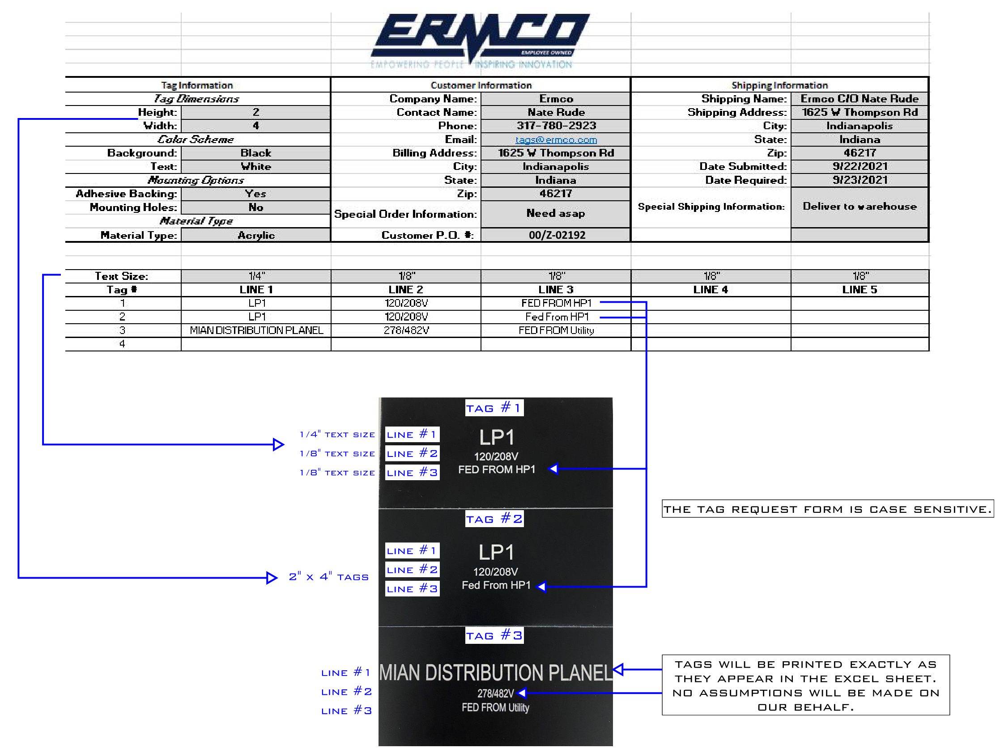 ERMCO
EMPLOYEE OWNED
EMPOWERING PEOPLE INSPIRING INNOVATION
Tag Information Customer Information Shipping Information
Tag Dimensions Company Name: Ermco Shipping Name: Ermco C/O Nate Rude
Height: 2 Contact Name: Nate Rude Shipping Address: 1625 W Thompson Rd
Width: 4 Phone: 317-780-2923 City: Indianapolis
Color Scheme Email: tags@ermco.com State: Indiana
Background: Black Billing Address: 1625 W Thompson Rd Zip: 46217
Text: White City: Indianapolis Date Submitted: 9/22/2021
Mounting Options State: Indiana Date Required: 9/23/2021
Adhesive Backing: Yes Zip: 46217
Mounting Holes: No Special Order Information: Need asap Special Shipping Information: Deliver to warehouse
Material Type
Material Type: Acrylic Customer P.O. #: 00/Z-02192
Text Size: 1/4" 1/8" 1/8" 1/8" 1/8"
Tag # LINE 1 LINE 2 LINE 3 LINE 4 LINE 5
1 LP1 120/208V FED FROM HP1
2 LP1 120/208V Fed From HP1
3 MIAN DISTRIBUTION PLANEL 278/482V FED FROM Utility
4
TAG #1
1/4" TEXT SIZE LINE #1 LP1
1/8" TEXT SIZE LINE #2 120/208V
1/8" TEXT SIZE LINE #3 FED FROM HP1
THE TAG REQUEST FORM IS CASE SENSITIVE.
TAG #2
LINE #1 LP1
LINE #2 120/208V
2" X 4" TAGS
LINE #3 Fed From HP1
TAG #3
LINE #1 MIAN DISTRIBUTION PLANEL
LINE #2 278/482V
LINE #3 FED FROM Utility
TAGS WILL BE PRINTED EXACTLY AS
THEY APPEAR IN THE EXCEL SHEET.
NO ASSUMPTIONS WILL BE MADE ON
OUR BEHALF.